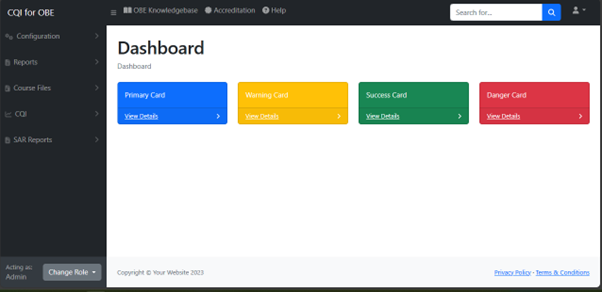 CQI for OBE
OBE Knowledgebase Accreditation Help
Search for...
Configuration
Reports
Course Files
CQI
SAR Reports
Dashboard
Dashboard
Primary Card
View Details
Warning Card
View Details
Success Card
View Details
Danger Card
View Details
Acting as:
Admin
Change Role
Copyright © Your Website 2023
Privacy Policy · Terms & Conditions